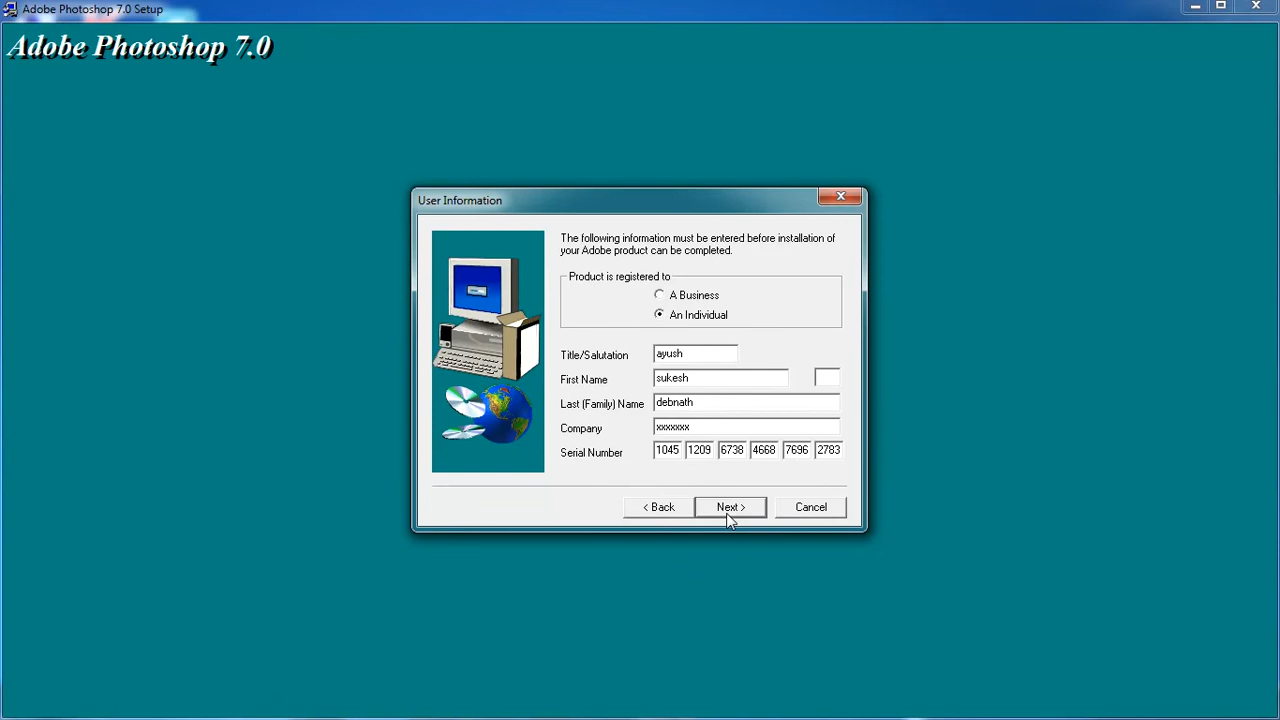 Adobe Photoshop 7.0 Setup
Adobe Photoshop 7.0
User Information
The following information must be entered before installation of
your Adobe product can be completed.
Product is registered to
A Business
An Individual
Title/Salutation ayush
First Name sukesh
Last (Family) Name debnath
Company xxxxxxx
Serial Number 1045 1209 6738 4668 7696 2783
< Back Next > Cancel